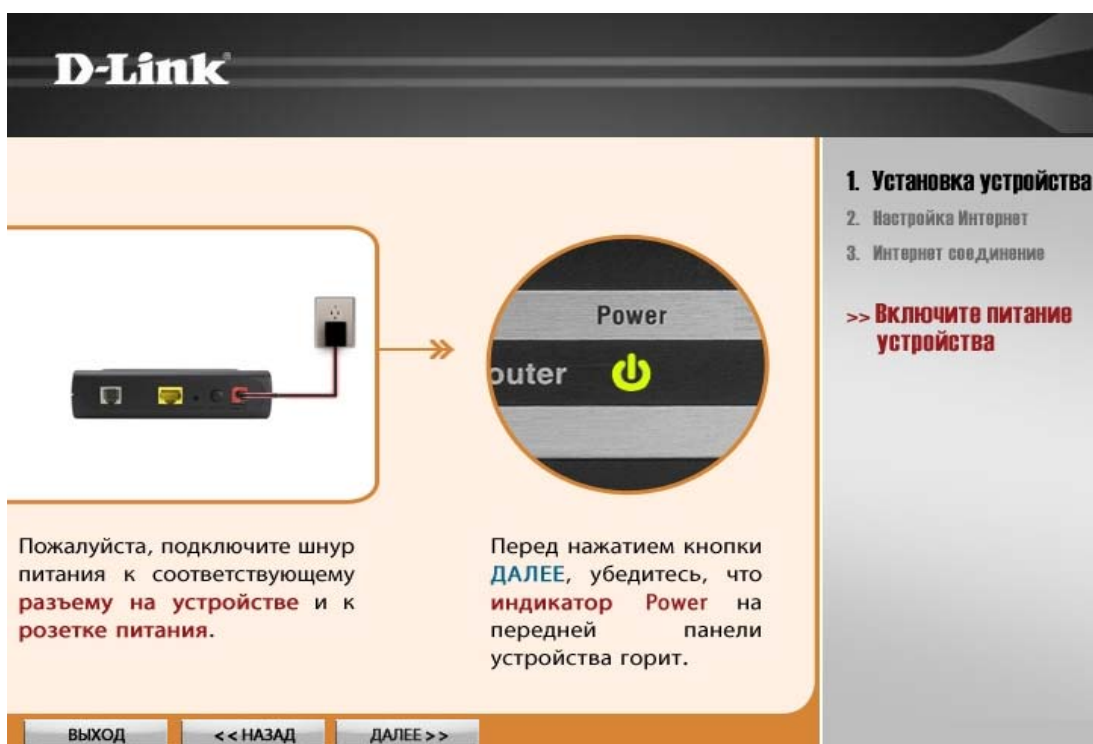 D-Link
1. Установка устройства
2. Настройка Интернет
3. Интернет соединение
>> Включите питание
устройства
Power
outer
Пожалуйста, подключите шнур
питания к соответствующему
разъему на устройстве и к
розетке питания.
Перед нажатием кнопки
ДАЛЕЕ, убедитесь, что
индикатор Power на
передней панели
устройства горит.
ВЫХОД
<< НАЗАД
ДАЛЕЕ >>